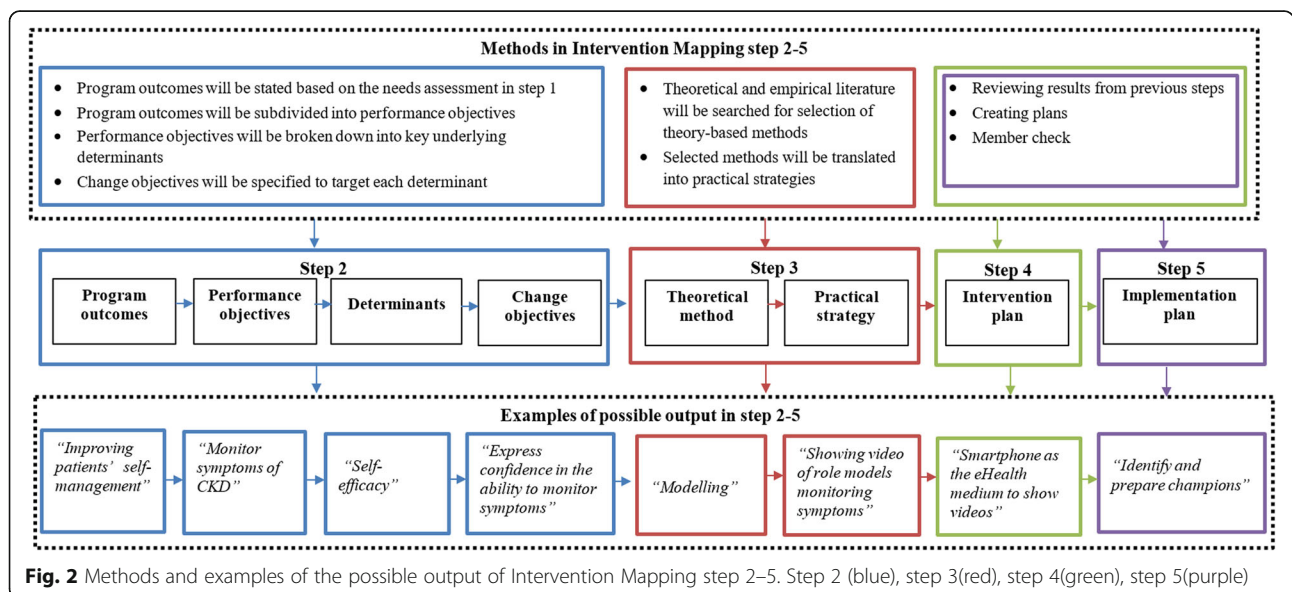 Methods in Intervention Mapping step 2-5
• Program outcomes will be stated based on the needs assessment in step 1
• Program outcomes will be subdivided into performance objectives
• Performance objectives will be broken down into key underlying
determinants
• Change objectives will be specified to target each determinant
• Theoretical and empirical literature
will be searched for selection of
theory-based methods
• Selected methods will be translated
into practical strategies
• Reviewing results from previous steps
• Creating plans
• Member check
Step 2
Program
outcomes
Performance
objectives
Determinants
Change
objectives
Step 3
Theoretical
method
Practical
strategy
Step 4
Intervention
plan
Step 5
Implementation
plan
Examples of possible output in step 2-5
“Improving
patients’ self-
management”
“Monitor
symptoms of
CKD”
“Self-
efficacy”
“Express
confidence in the
ability to monitor
symptoms”
“Modelling”
“Showing video
of role models
monitoring
symptoms”
“Smartphone as
the eHealth
medium to show
videos”
“Identify and
prepare champions”
Fig. 2 Methods and examples of the possible output of Intervention Mapping step 2–5. Step 2 (blue), step 3(red), step 4(green), step 5(purple)